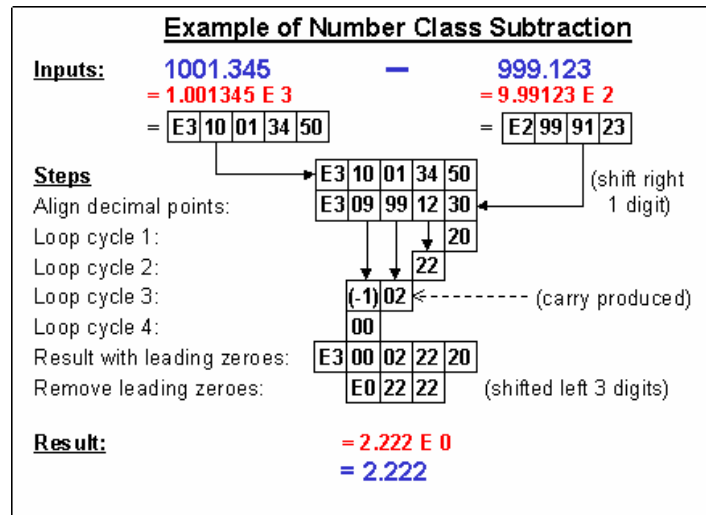 Example of Number Class Subtraction
Inputs: 1001.345 − 999.123
= 1.001345 E 3 = 9.99123 E 2
= E3 10 01 34 50 = E2 99 91 23
Steps E3 10 01 34 50 (shift right
Align decimal points: E3 09 99 12 30 1 digit)
Loop cycle 1: 20
Loop cycle 2: 22
Loop cycle 3: (-1) 02 (carry produced)
Loop cycle 4: 00
Result with leading zeroes: E3 00 02 22 20
Remove leading zeroes: E0 22 22 (shifted left 3 digits)
Result: = 2.222 E 0
= 2.222